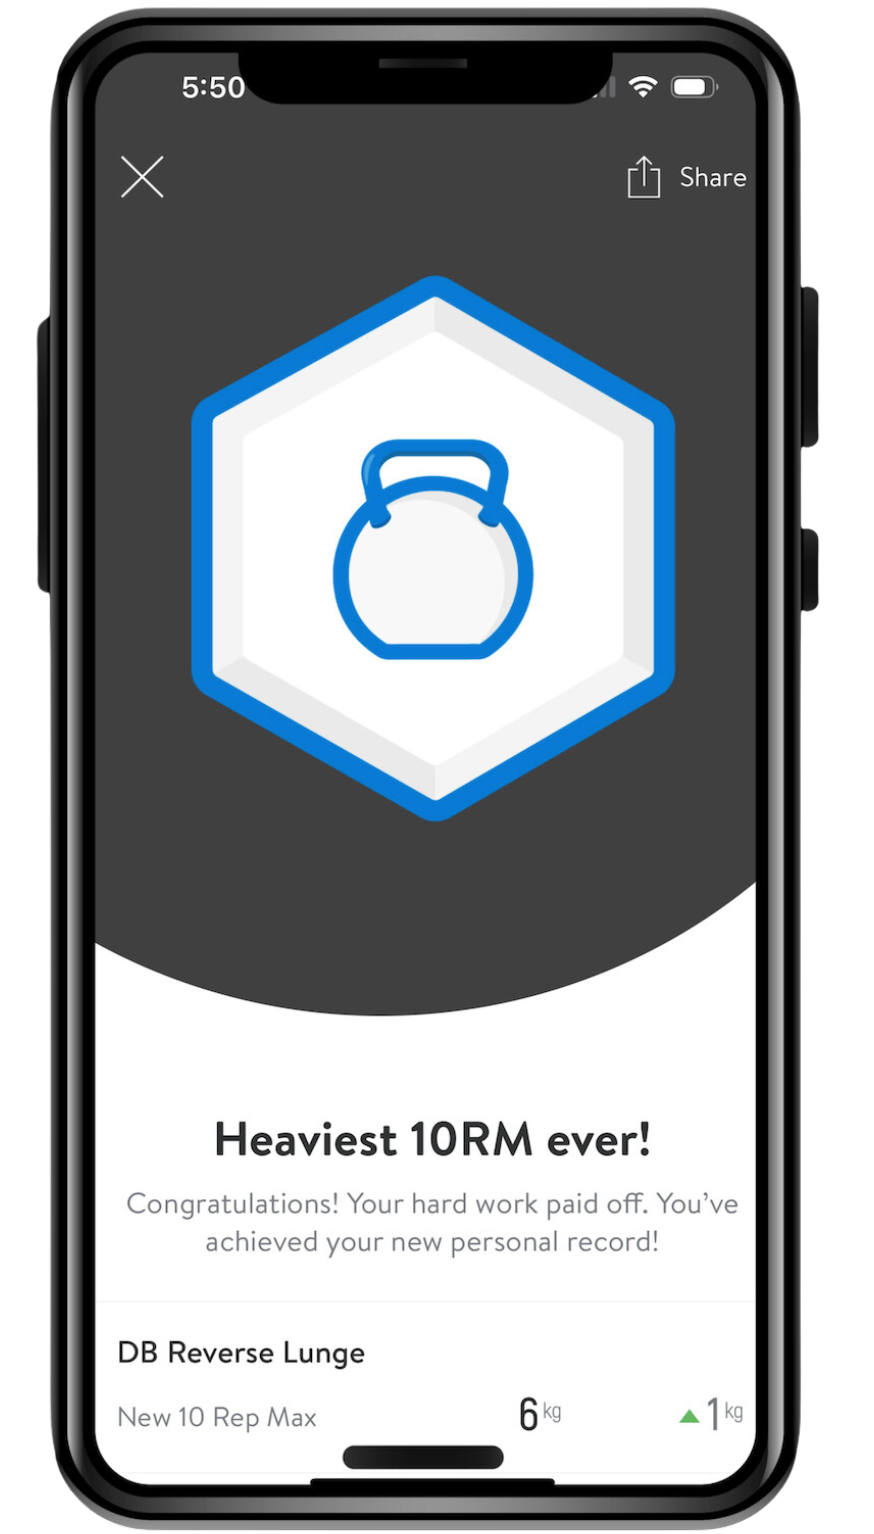 5:50
Share
Heaviest 10RM ever!
Congratulations! Your hard work paid off. You’ve
achieved your new personal record!
DB Reverse Lunge
New 10 Rep Max 6 kg 1 kg